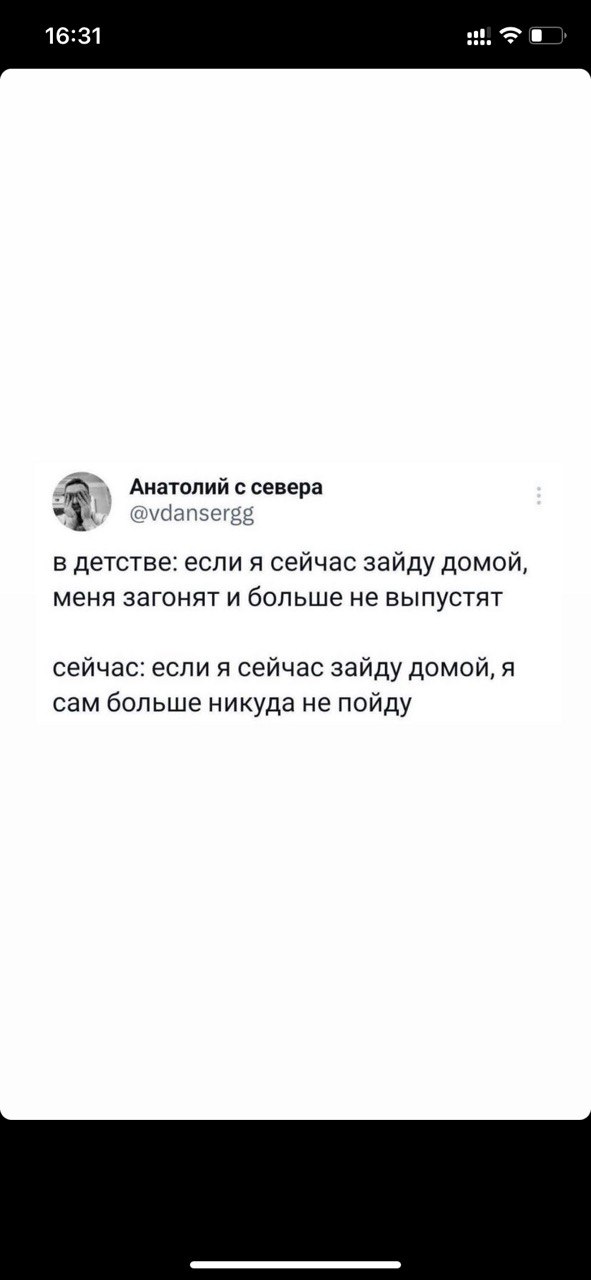 16:31
Анатолий с севера
@vdansergg
в детстве: если я сейчас зайду домой,
меня загонят и больше не выпустят
сейчас: если я сейчас зайду домой, я
сам больше никуда не пойду